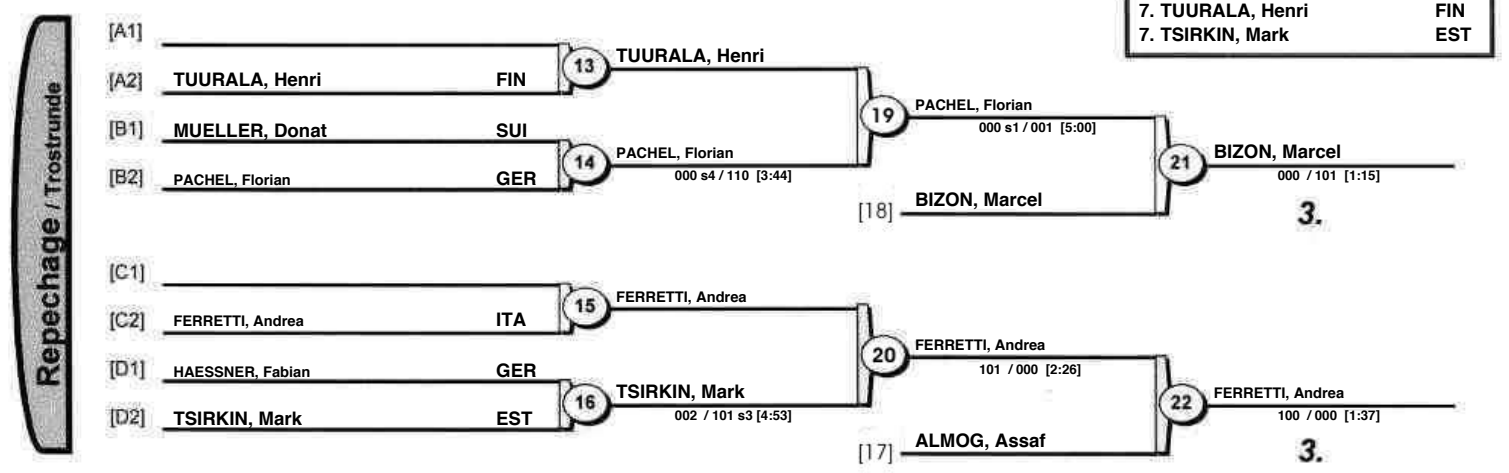 7. TUURALA, Henri FIN
7. TSIRKIN, Mark EST
Repechage / Trostrunde
[A1]
[A2] TUURALA, Henri FIN
13
TUURALA, Henri
[B1] MUELLER, Donat SUI
[B2] PACHEL, Florian GER
14
PACHEL, Florian
000 s4 / 110 [3:44]
19
PACHEL, Florian
000 s1 / 001 [5:00]
[18] BIZON, Marcel
21
BIZON, Marcel
000 / 101 [1:15]
3.
[C1]
[C2] FERRETTI, Andrea ITA
15
FERRETTI, Andrea
[D1] HAESSNER, Fabian GER
[D2] TSIRKIN, Mark EST
16
TSIRKIN, Mark
002 / 101 s3 [4:53]
20
FERRETTI, Andrea
101 / 000 [2:26]
[17] ALMOG, Assaf
22
FERRETTI, Andrea
100 / 000 [1:37]
3.